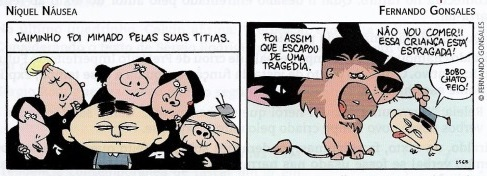 NÍQUEL NÁUSEA
FERNANDO GONSALES
JAIMINHO FOI MIMADO PELAS SUAS TITIAS.
FOI ASSIM
QUE ESCAPOU
DE UMA
TRAGÉDIA.
NÃO VOU COMER!!
ESSA CRIANÇA ESTÁ
ESTRAGADA!
BOBO
CHATO
FEIO!
© FERNANDO GONSALES